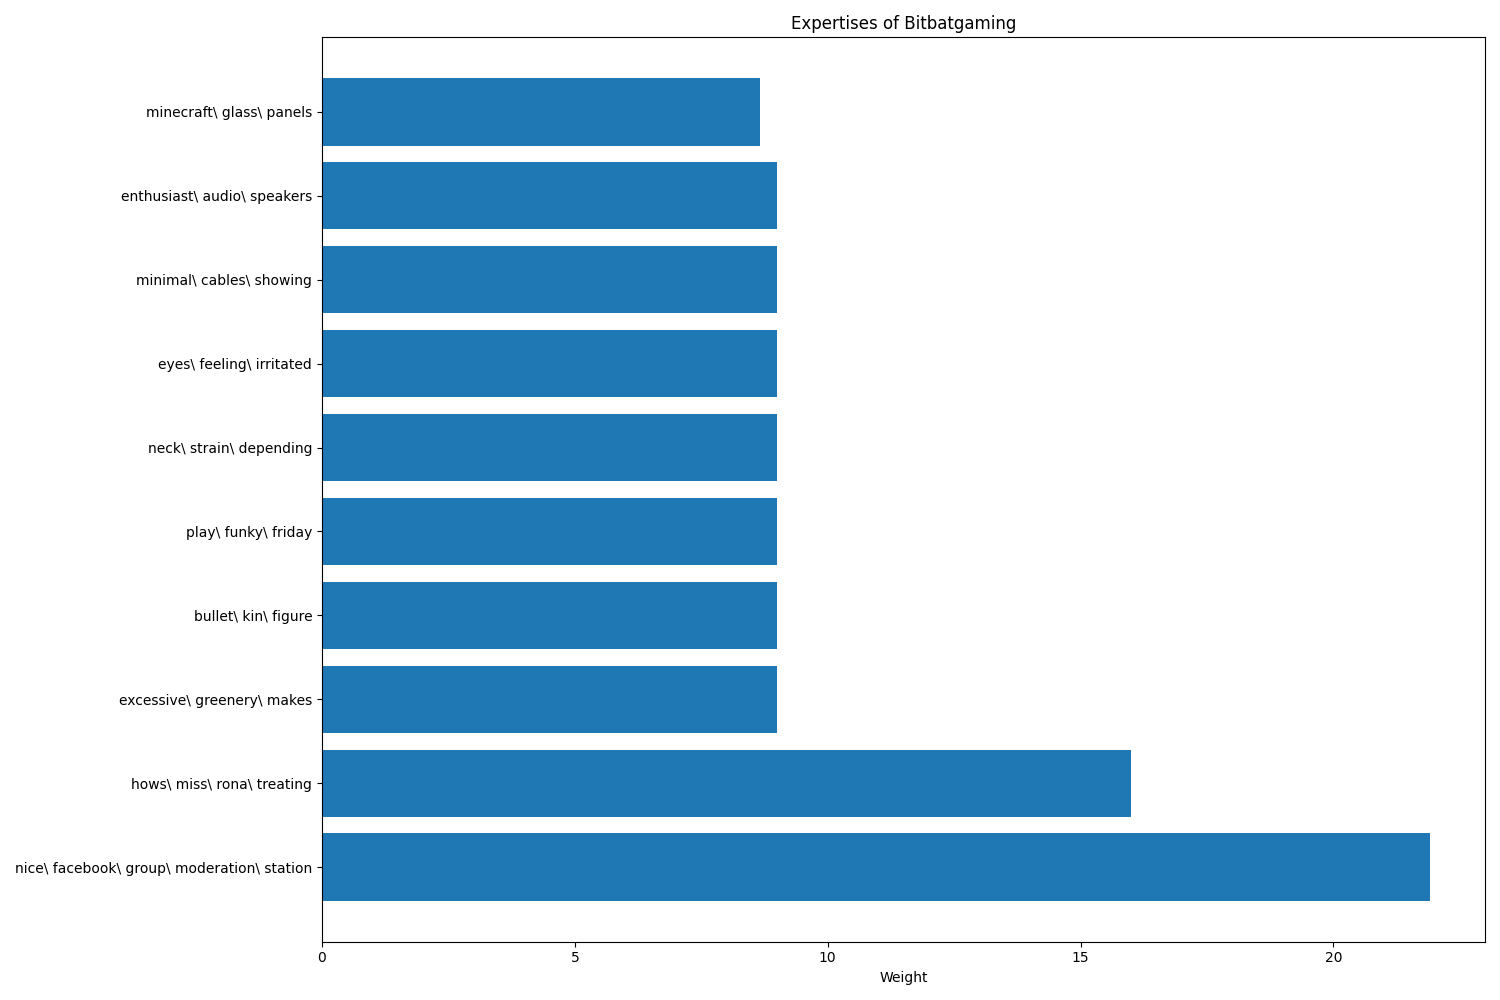 Expertises of Bitbatgaming
minecraft\ glass\ panels
enthusiast\ audio\ speakers
minimal\ cables\ showing
eyes\ feeling\ irritated
neck\ strain\ depending
play\ funky\ friday
bullet\ kin\ figure
excessive\ greenery\ makes
hows\ miss\ rona\ treating
nice\ facebook\ group\ moderation\ station
0 5 10 15 20
Weight